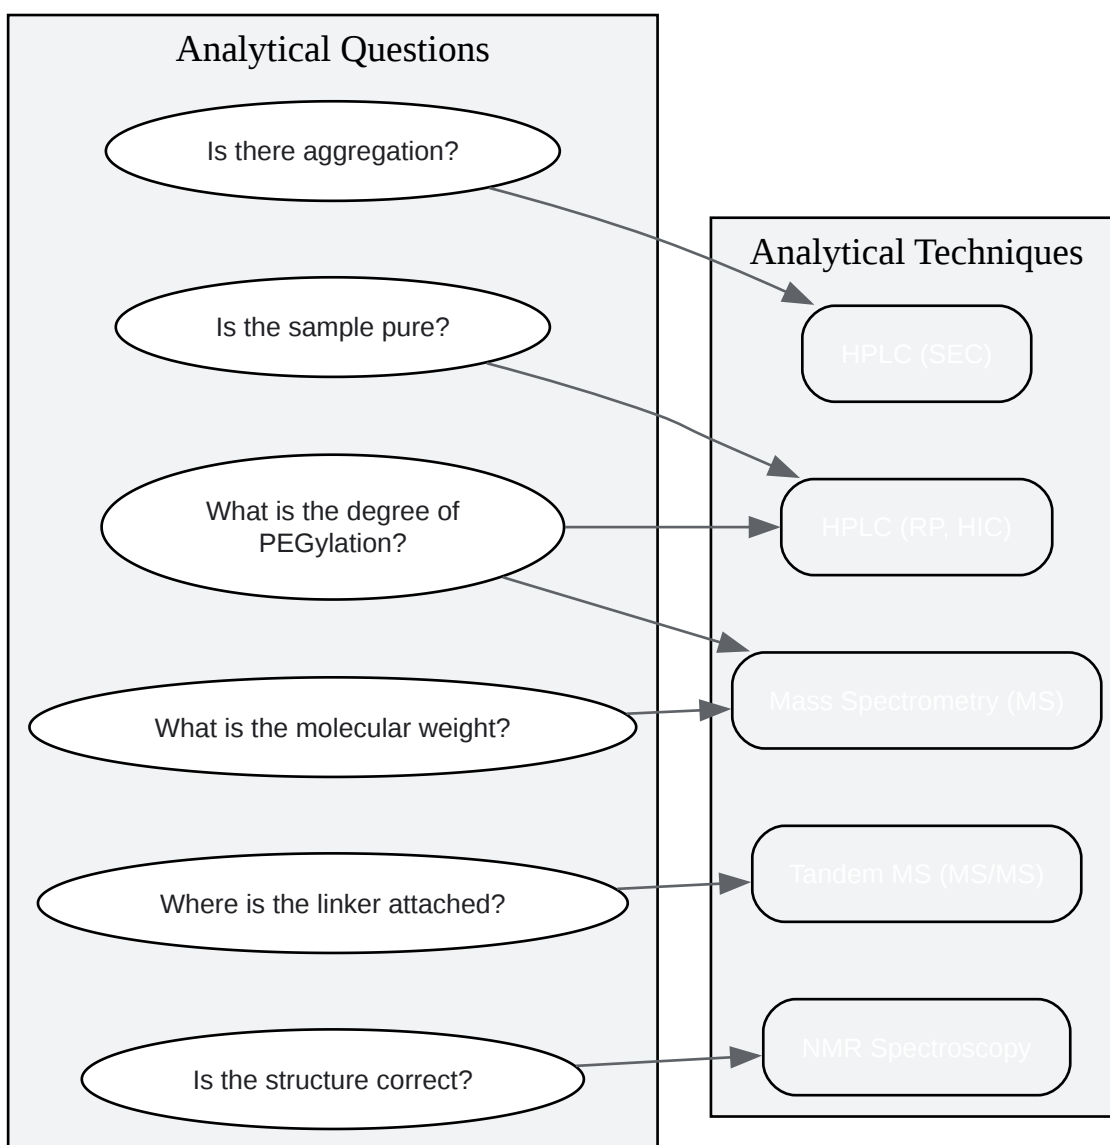 Analytical Questions
Is there aggregation?
Is the sample pure?
What is the degree of
PEGylation?
What is the molecular weight?
Where is the linker attached?
Is the structure correct?
Analytical Techniques
HPLC (SEC)
HPLC (RP, HIC)
Mass Spectrometry (MS)
Tandem MS (MS/MS)
NMR Spectroscopy